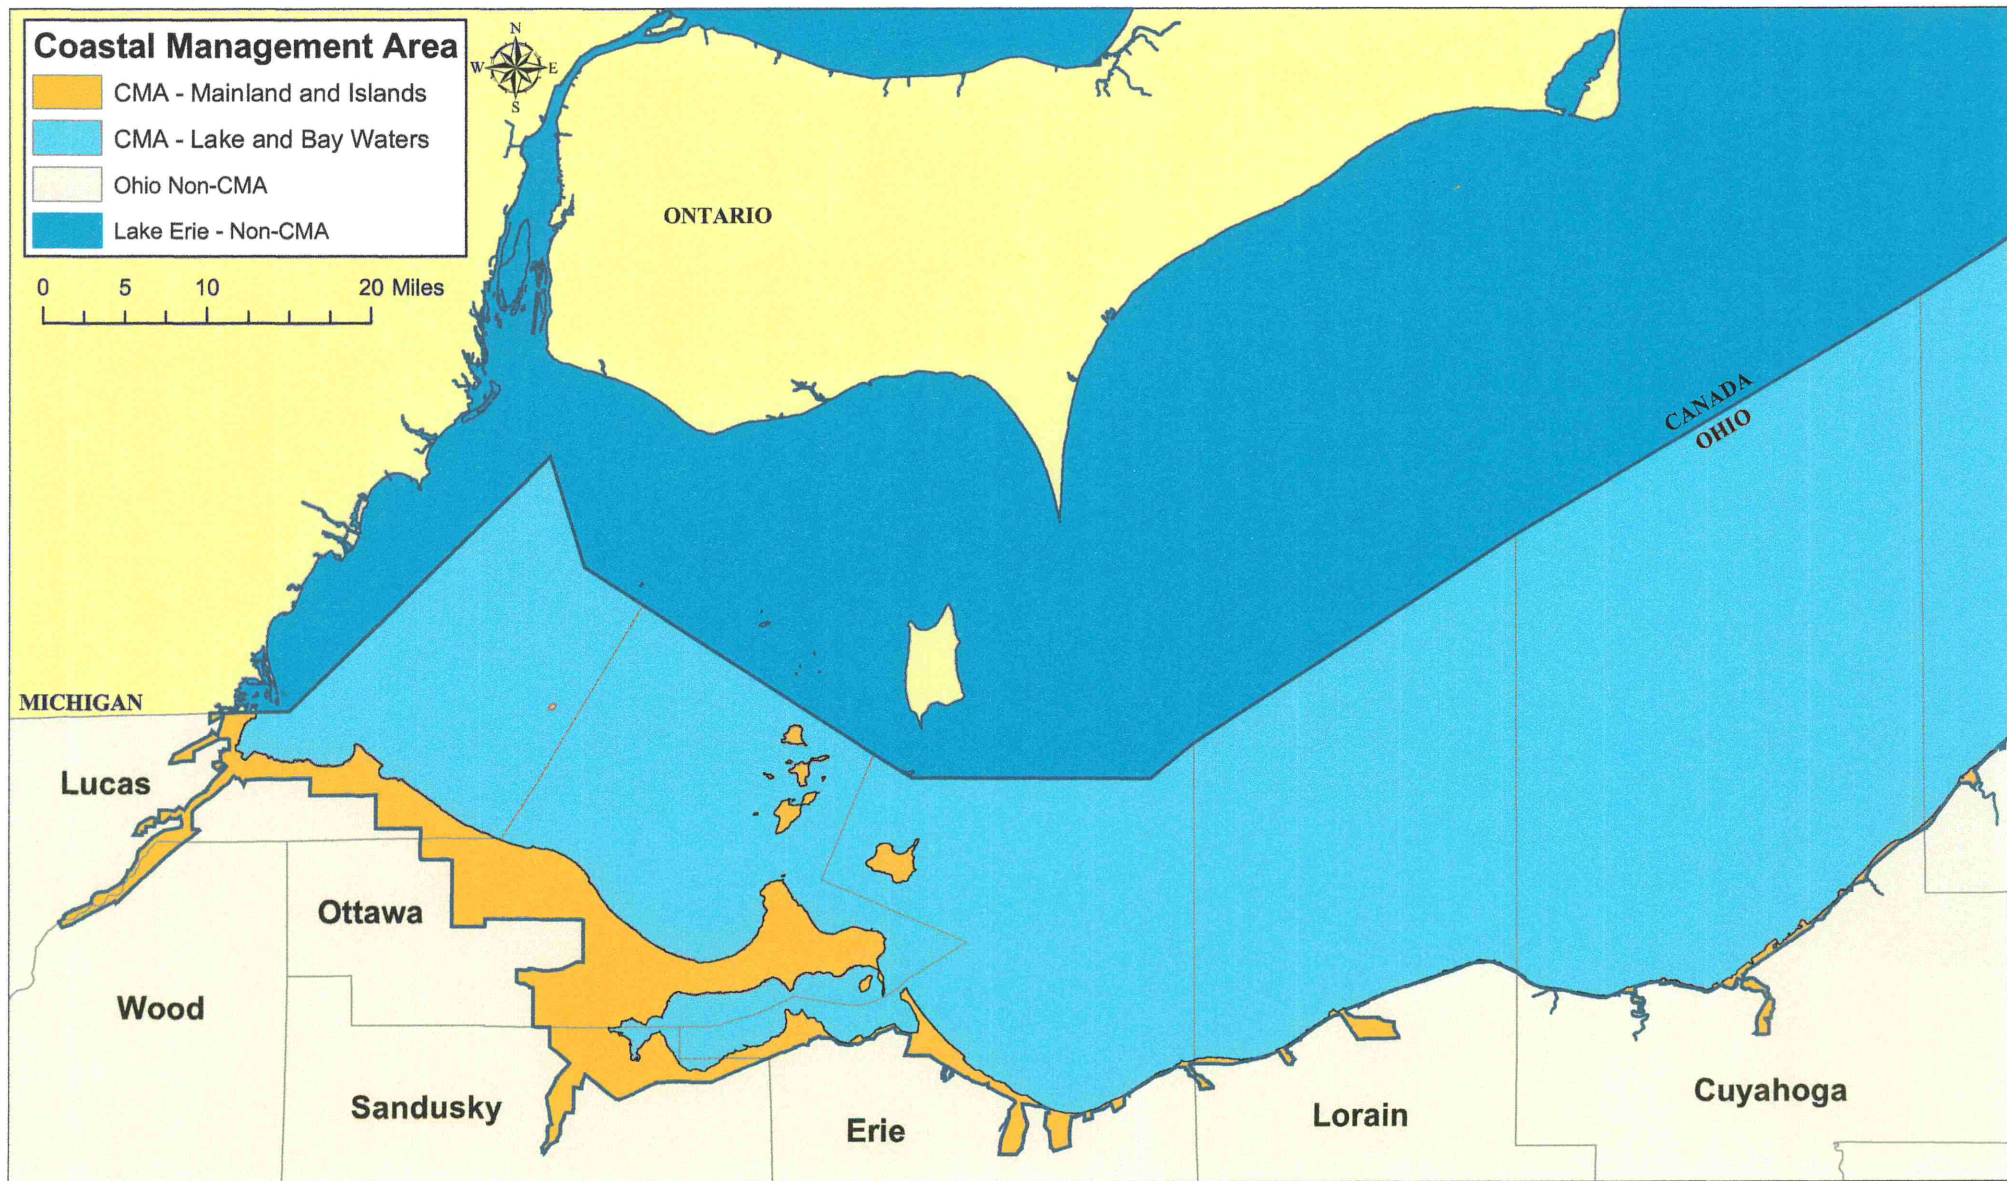 Coastal Management Area
CMA - Mainland and Islands
CMA - Lake and Bay Waters
Ohio Non-CMA
Lake Erie - Non-CMA
N
W E
S
0 5 10 20 Miles
ONTARIO
CANADA
OHIO
MICHIGAN
Lucas
Ottawa
Wood
Sandusky
Erie
Lorain
Cuyahoga